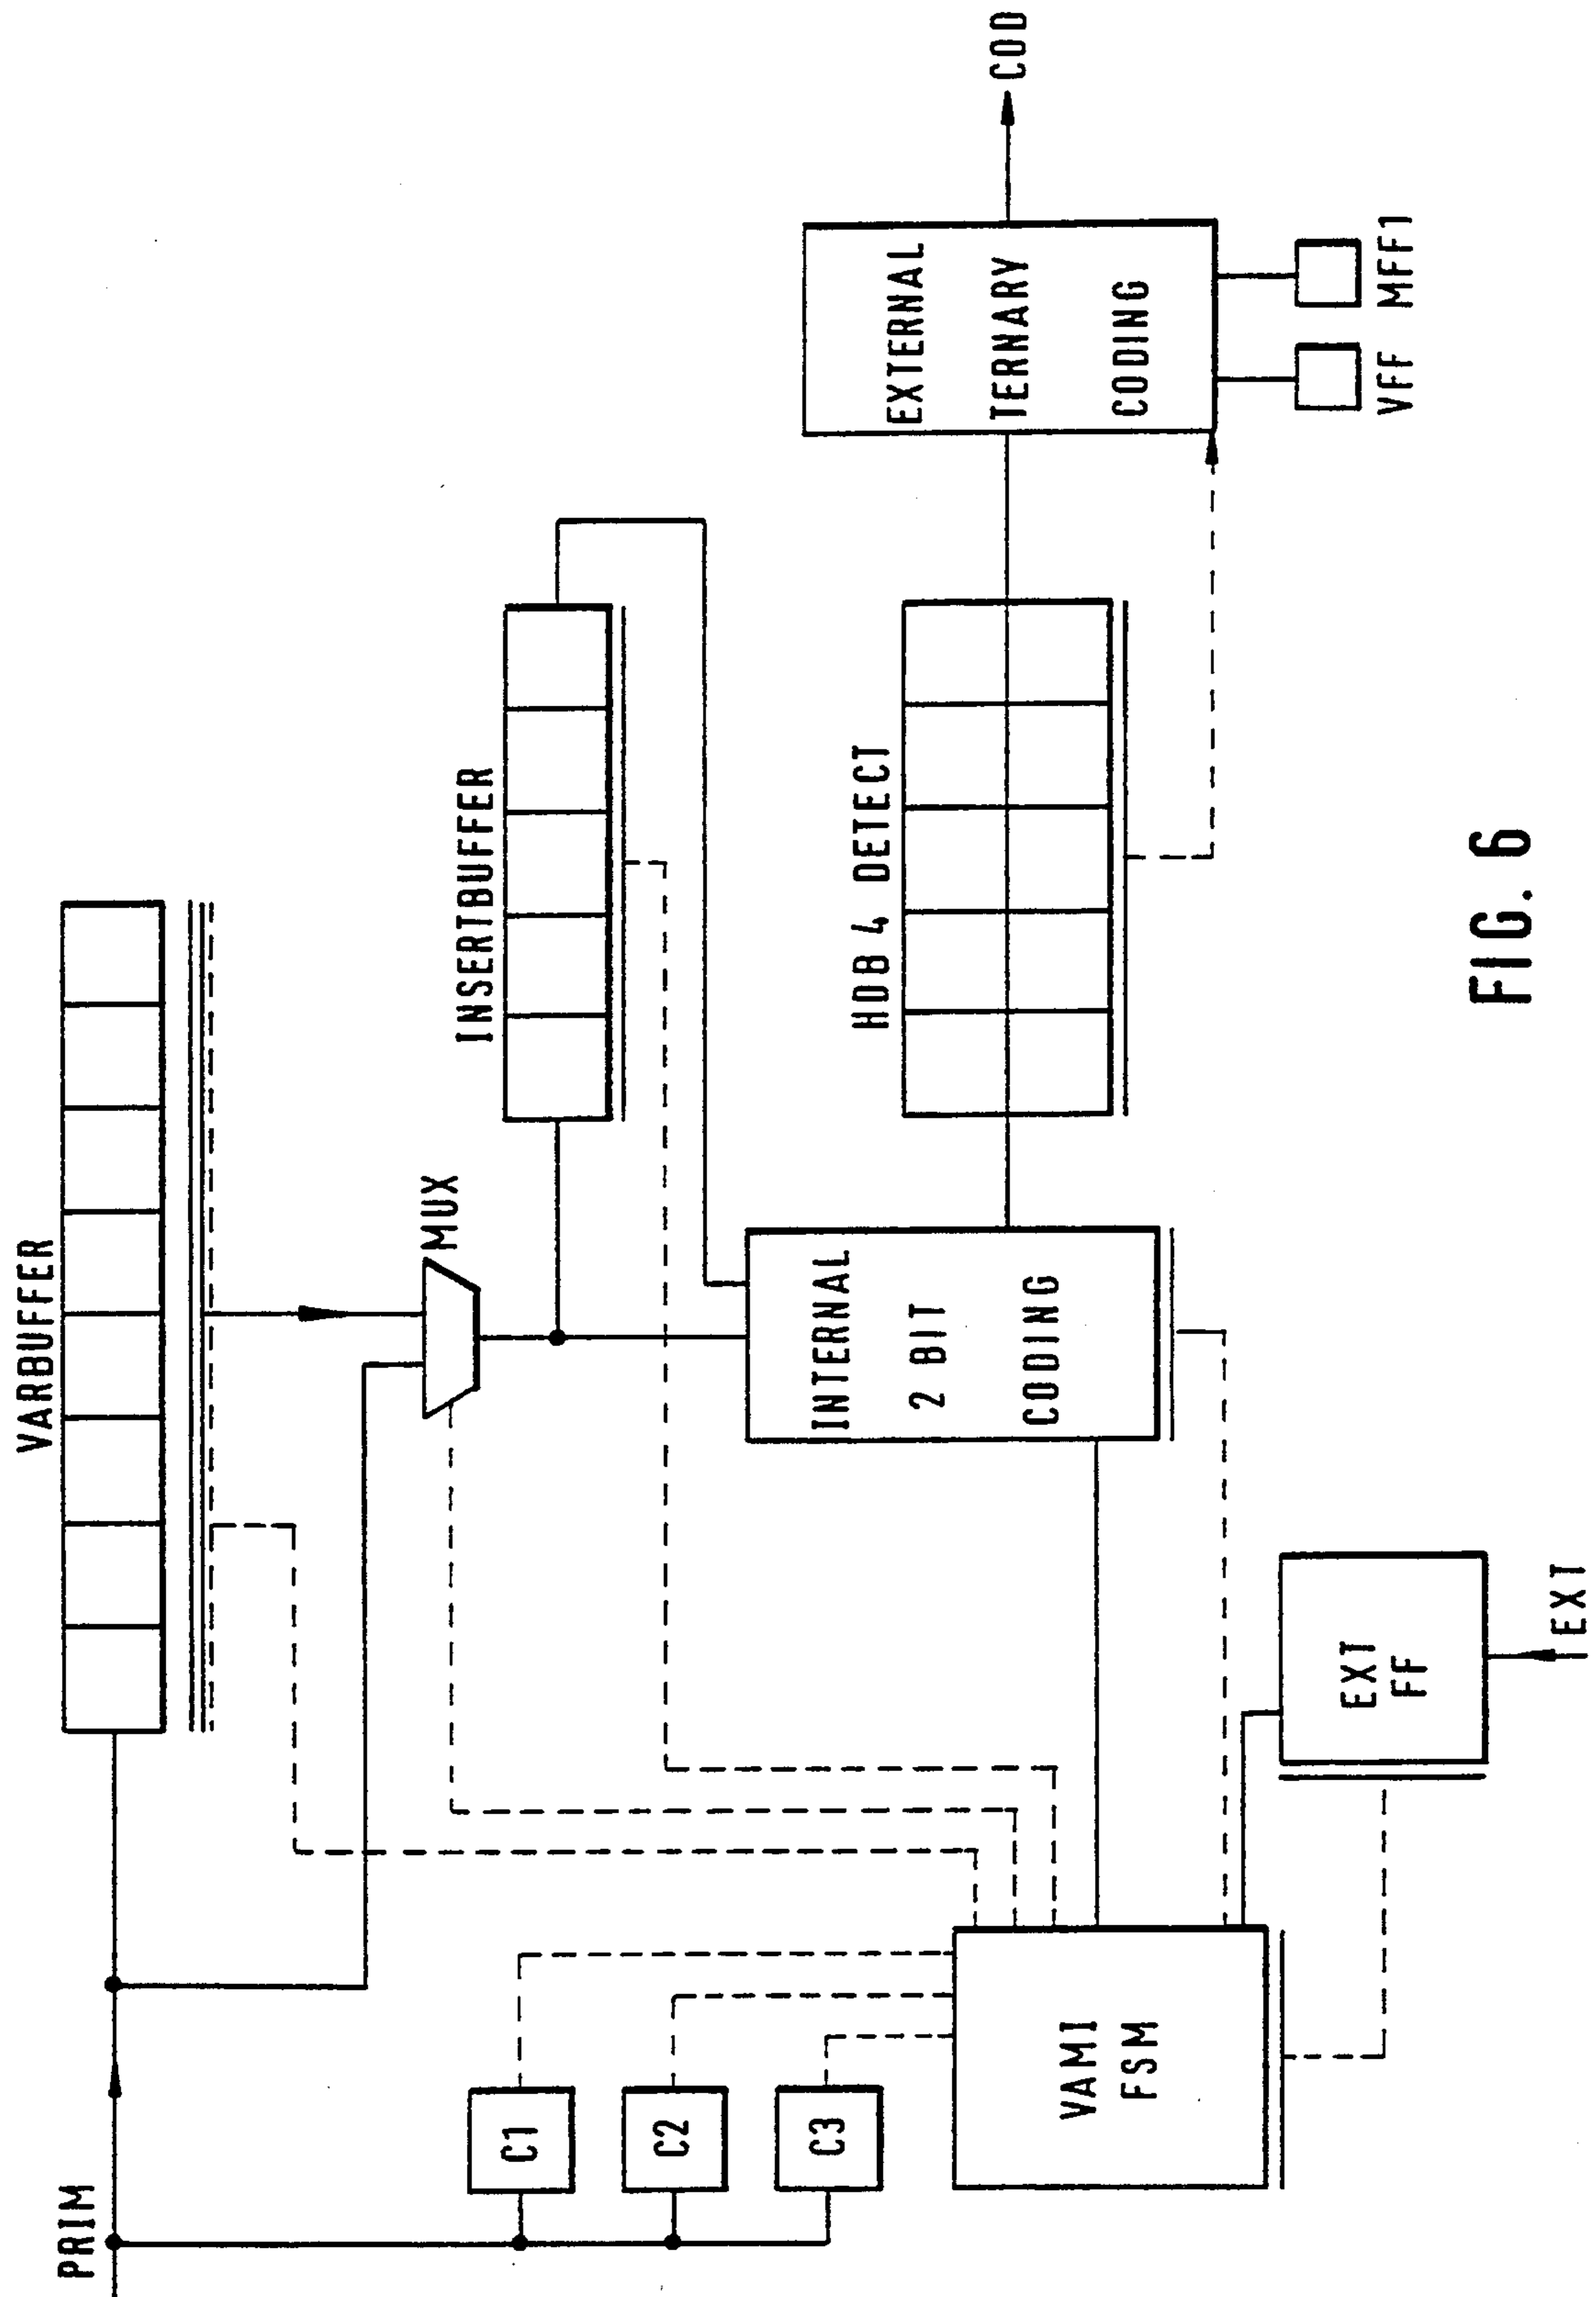 VARBUFFER
PRIM
MUX
INSERTBUFFER
C1
C2
C3
INTERNAL
2 BIT
CODING
HDB 4 DETECT
EXTERNAL
TERNARY
CODING
COD
VAMI
FSM
EXT
FF
EXT
VFF
MFF1
FIG. 6